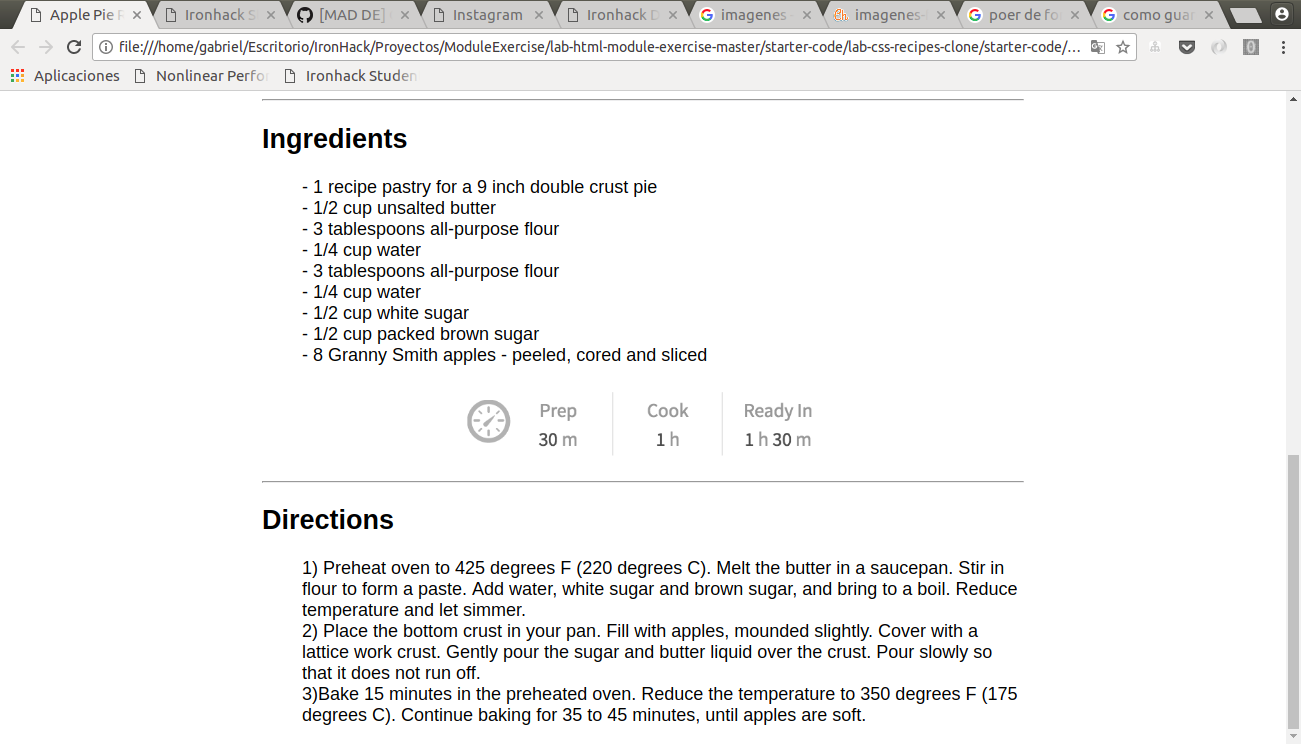 Apple Pie R
Ironhack S
[MAD DE]
Instagram
Ironhack D
imagenes
imagenes-
poer de fo
como guar
file:///home/gabriel/Escritorio/IronHack/Proyectos/ModuleExercise/lab-html-module-exercise-master/starter-code/lab-css-recipes-clone/starter-code/...
Aplicaciones
Nonlinear Perfo
Ironhack Studen
Ingredients
- 1 recipe pastry for a 9 inch double crust pie
- 1/2 cup unsalted butter
- 3 tablespoons all-purpose flour
- 1/4 cup water
- 3 tablespoons all-purpose flour
- 1/4 cup water
- 1/2 cup white sugar
- 1/2 cup packed brown sugar
- 8 Granny Smith apples - peeled, cored and sliced
Prep
30 m
Cook
1 h
Ready In
1 h 30 m
Directions
1) Preheat oven to 425 degrees F (220 degrees C). Melt the butter in a saucepan. Stir in
flour to form a paste. Add water, white sugar and brown sugar, and bring to a boil. Reduce
temperature and let simmer.
2) Place the bottom crust in your pan. Fill with apples, mounded slightly. Cover with a
lattice work crust. Gently pour the sugar and butter liquid over the crust. Pour slowly so
that it does not run off.
3)Bake 15 minutes in the preheated oven. Reduce the temperature to 350 degrees F (175
degrees C). Continue baking for 35 to 45 minutes, until apples are soft.